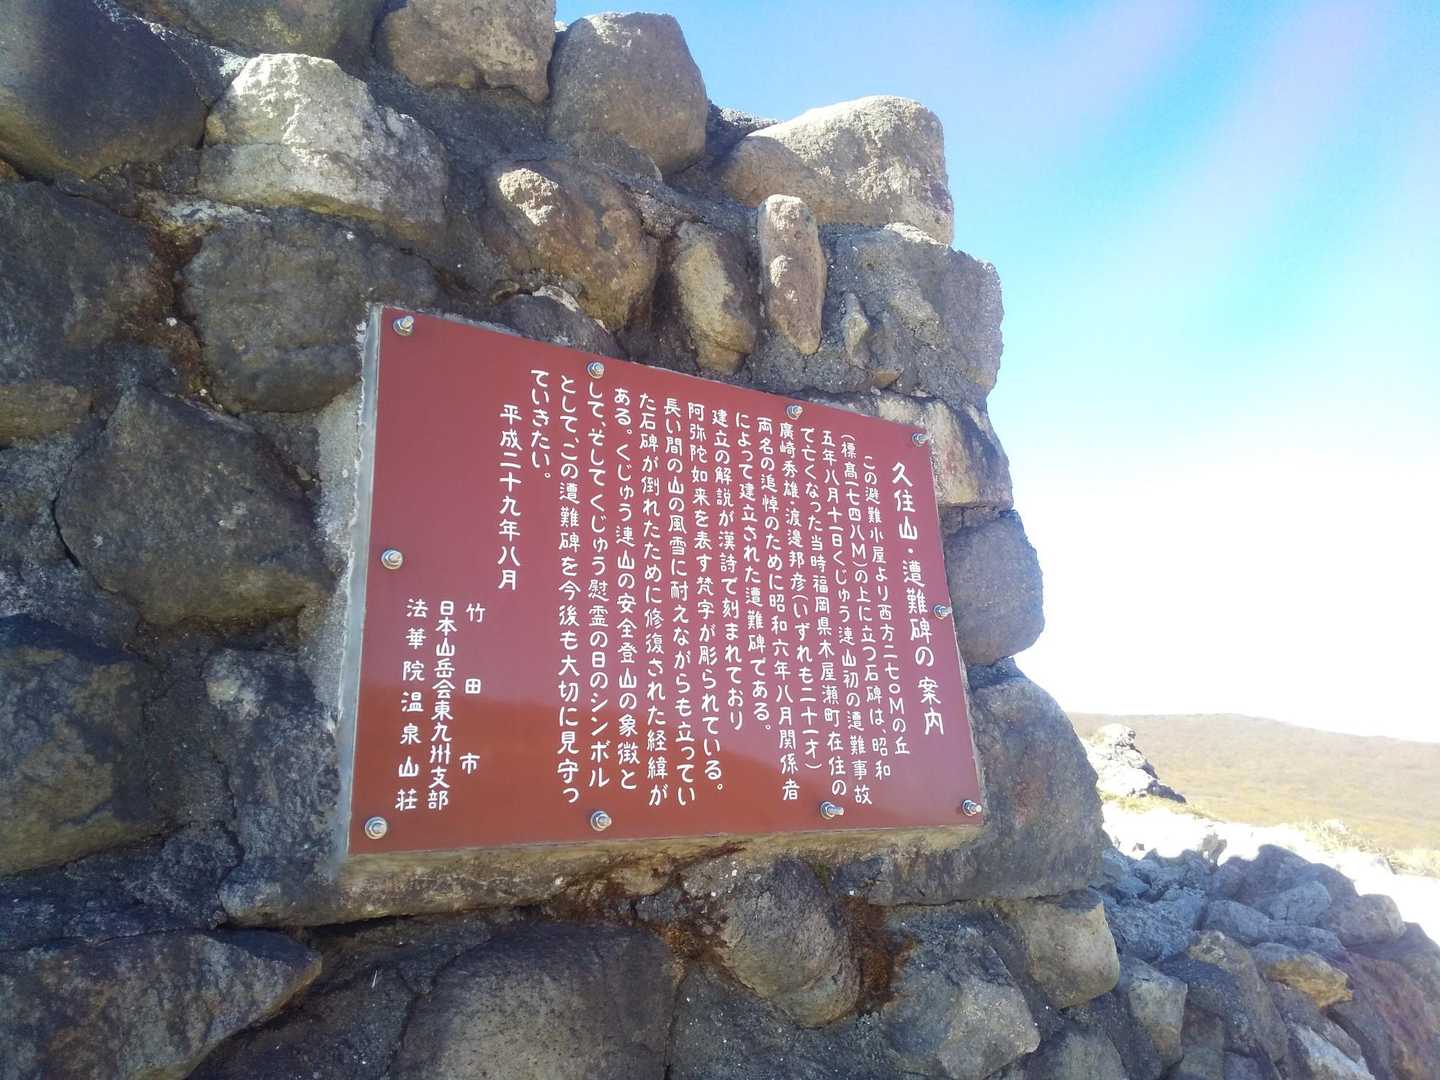 久住山・遭難碑の案内
この避難小屋より西方二七〇Mの丘
(標高一七四八M)の上に立つ石碑は、昭和
五年八月十一日くじゅう連山初の遭難事故
で亡くなった当時福岡県木屋瀬町在住の
廣崎秀雄・渡邉邦彦(いずれも二十一才)
両名の追悼のために昭和六年八月関係者
によって建立された遭難碑である。
建立の解説が漢詩で刻まれており
阿弥陀如来を表す梵字が彫られている。
長い間の山の風雪に耐えながらも立ってい
た石碑が倒れたために修復された経緯が
ある。くじゅう連山の安全登山の象徴と
して、そしてくじゅう慰霊の日のシンボル
として、この遭難碑を今後も大切に見守っ
ていきたい。
平成二十九年八月
竹田市
日本山岳会東九州支部
法華院温泉山荘